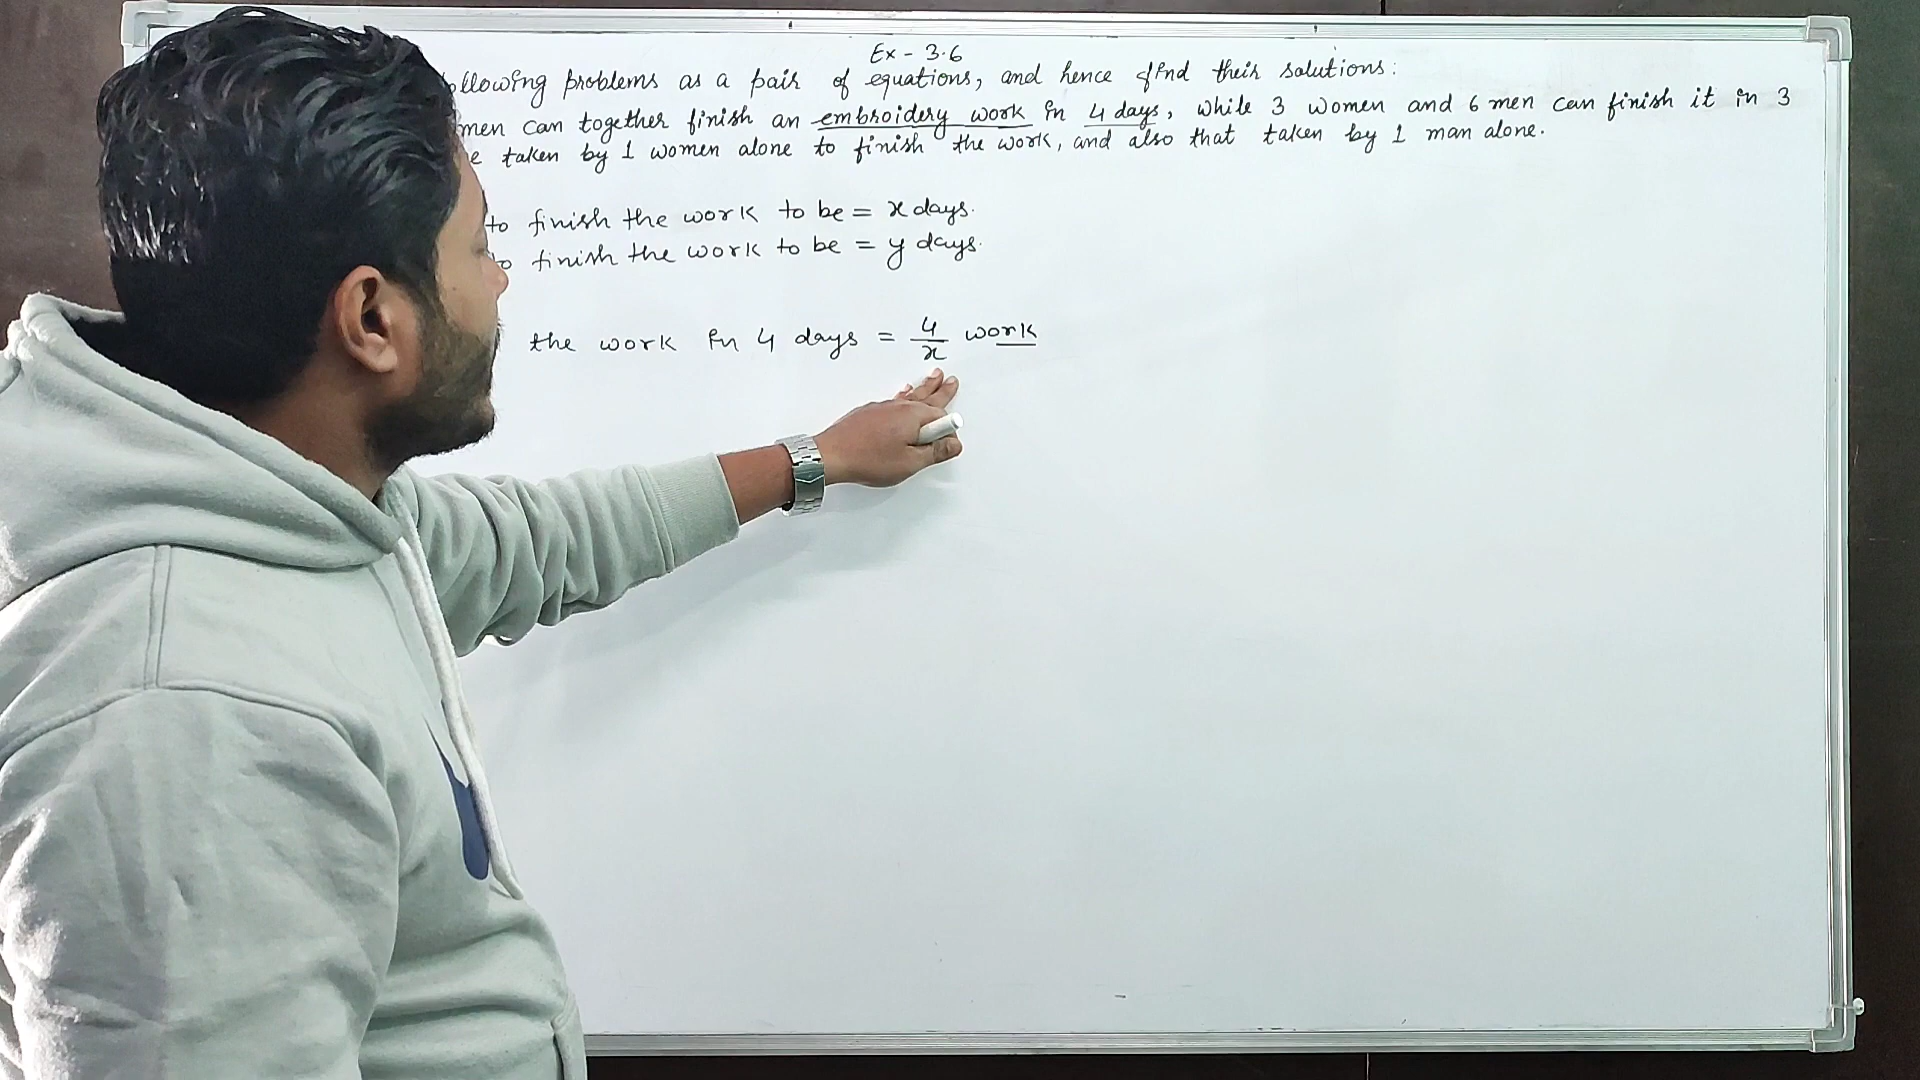 Ex - 3.6
ollowing problems as a pair of equations, and hence find their solutions:
men can together finish an embroidery work in 4 days, while 3 women and 6 men can finish it in 3
e taken by 1 women alone to finish the work, and also that taken by 1 man alone.
to finish the work to be = x days.
to finish the work to be = y days.
the work in 4 days = 4/x work